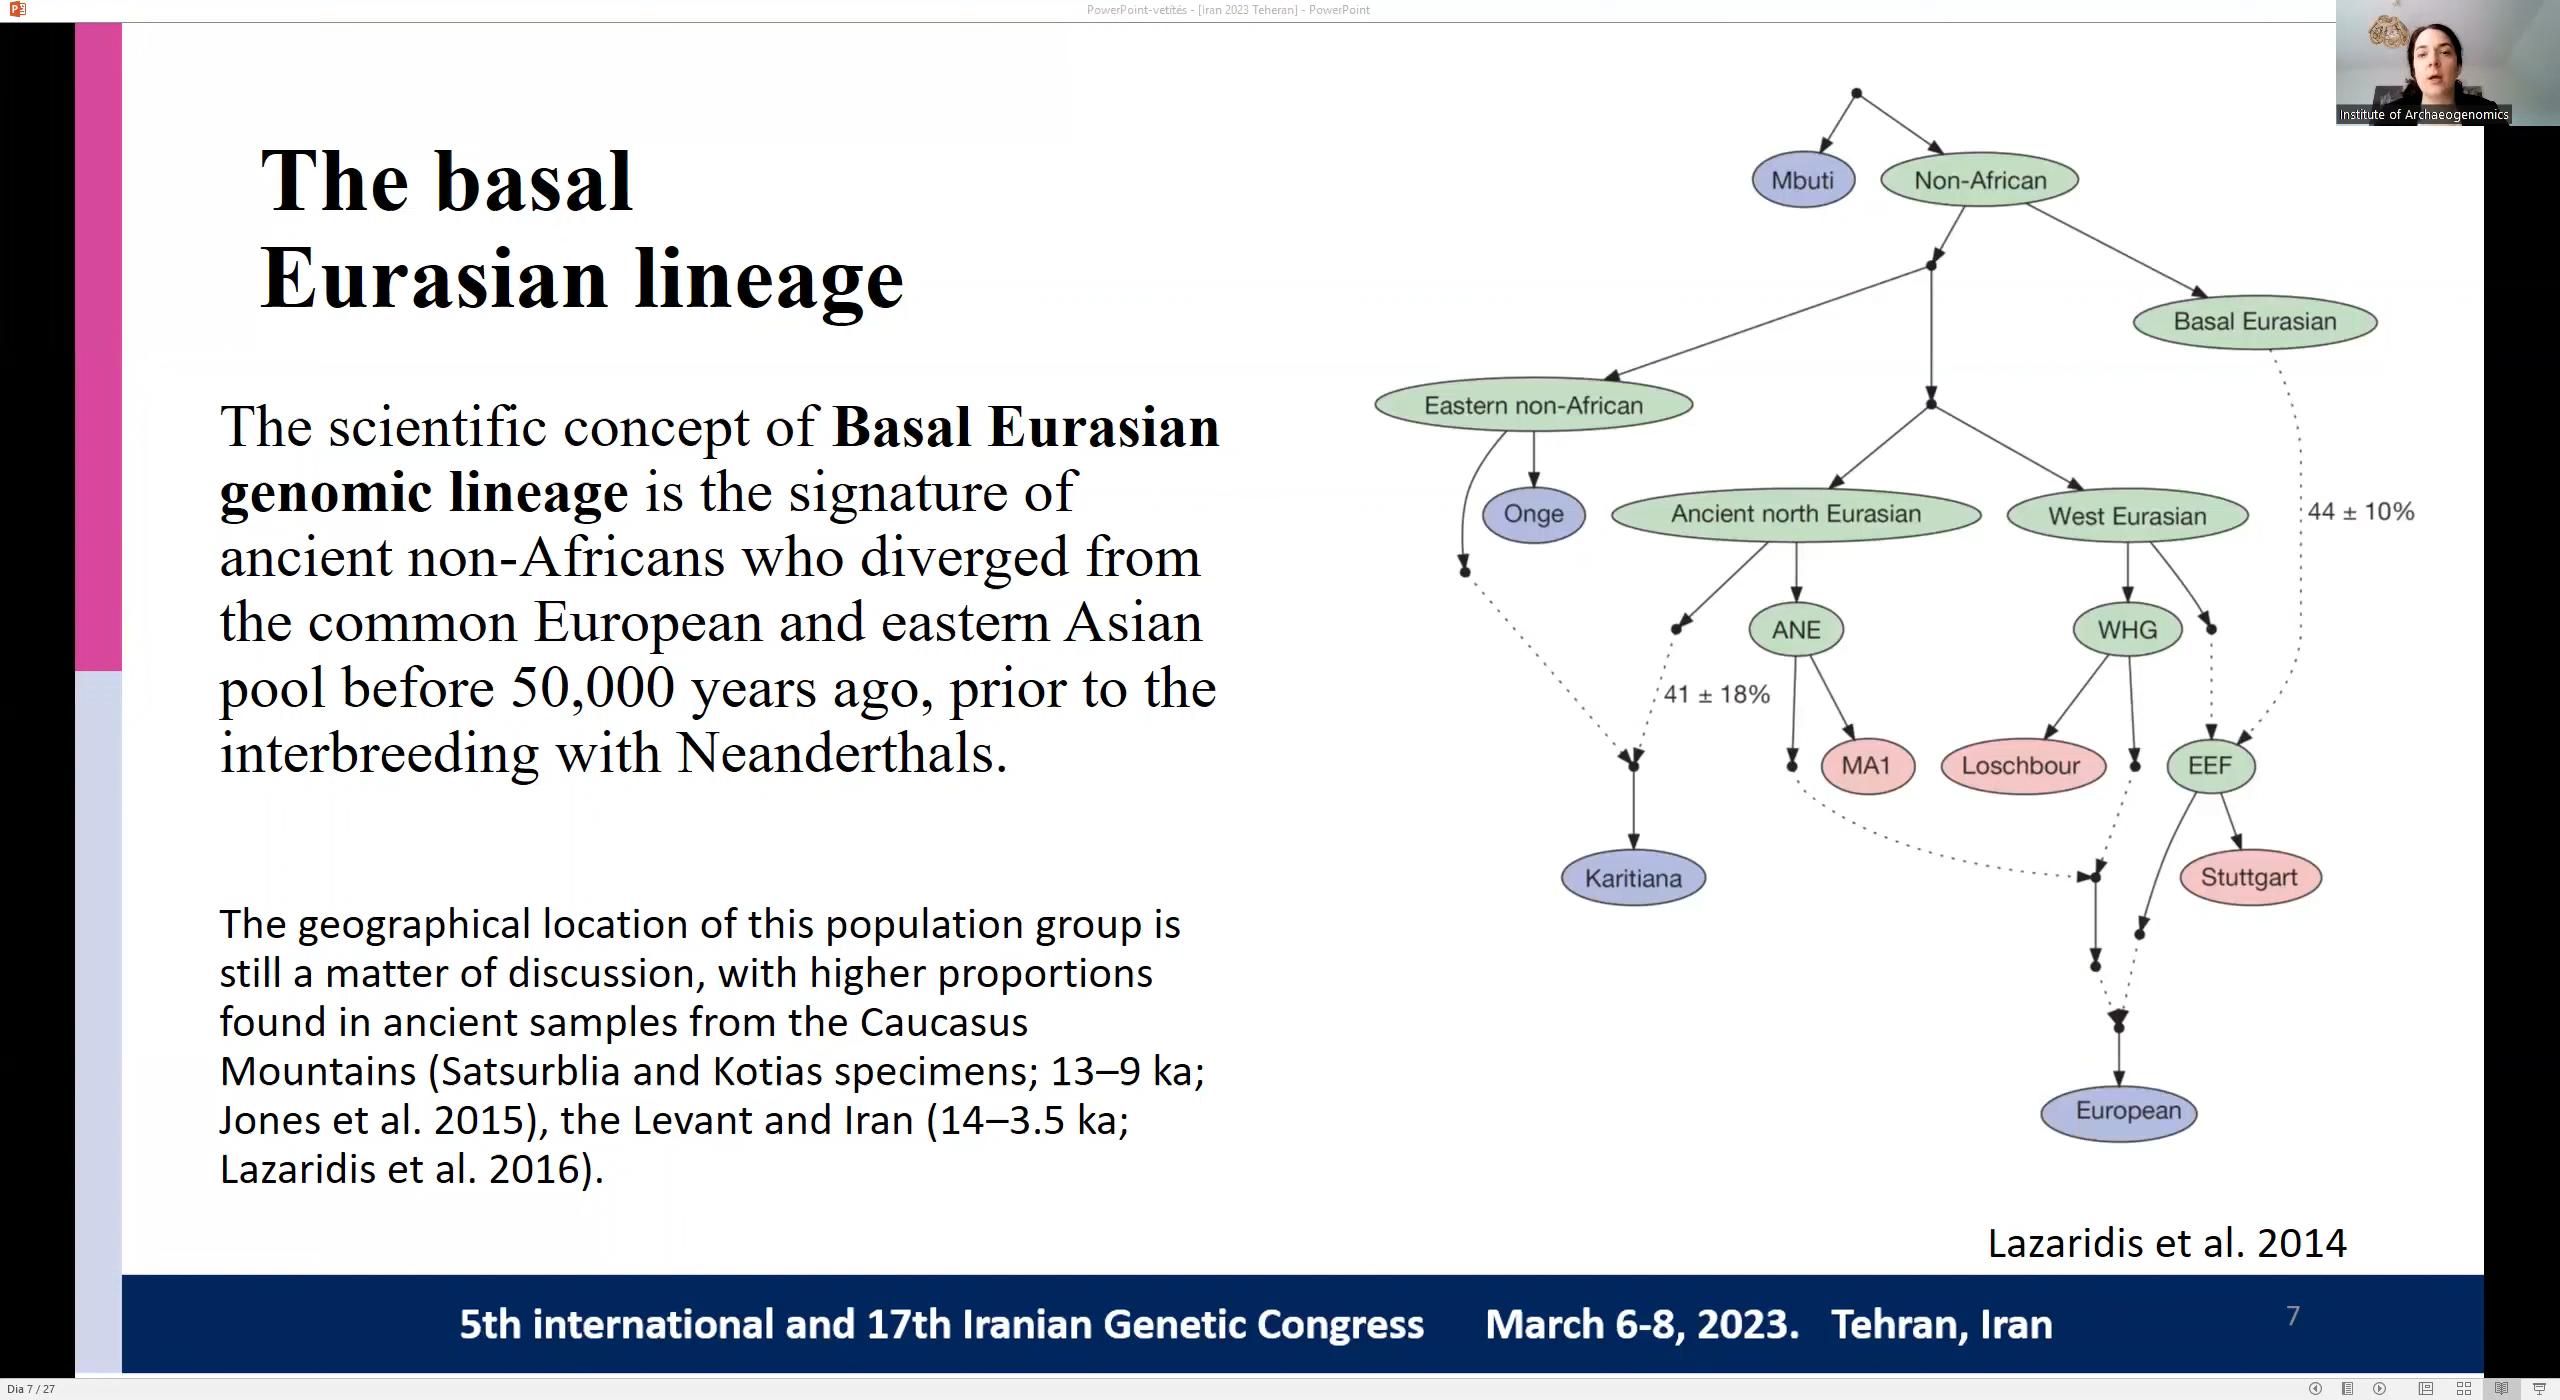 PowerPoint-vetítés - [Iran 2023 Teheran] - PowerPoint
Institute of Archaeogenomics
The basal
Eurasian lineage
The scientific concept of Basal Eurasian
genomic lineage is the signature of
ancient non-Africans who diverged from
the common European and eastern Asian
pool before 50,000 years ago, prior to the
interbreeding with Neanderthals.
The geographical location of this population group is
still a matter of discussion, with higher proportions
found in ancient samples from the Caucasus
Mountains (Satsurblia and Kotias specimens; 13–9 ka;
Jones et al. 2015), the Levant and Iran (14–3.5 ka;
Lazaridis et al. 2016).
Mbuti
Non-African
Basal Eurasian
Eastern non-African
Onge
Ancient north Eurasian
West Eurasian
44 ± 10%
ANE
WHG
41 ± 18%
MA1
Loschbour
EEF
Karitiana
Stuttgart
European
Lazaridis et al. 2014
5th international and 17th Iranian Genetic Congress March 6-8, 2023. Tehran, Iran
7
Dia 7 / 27